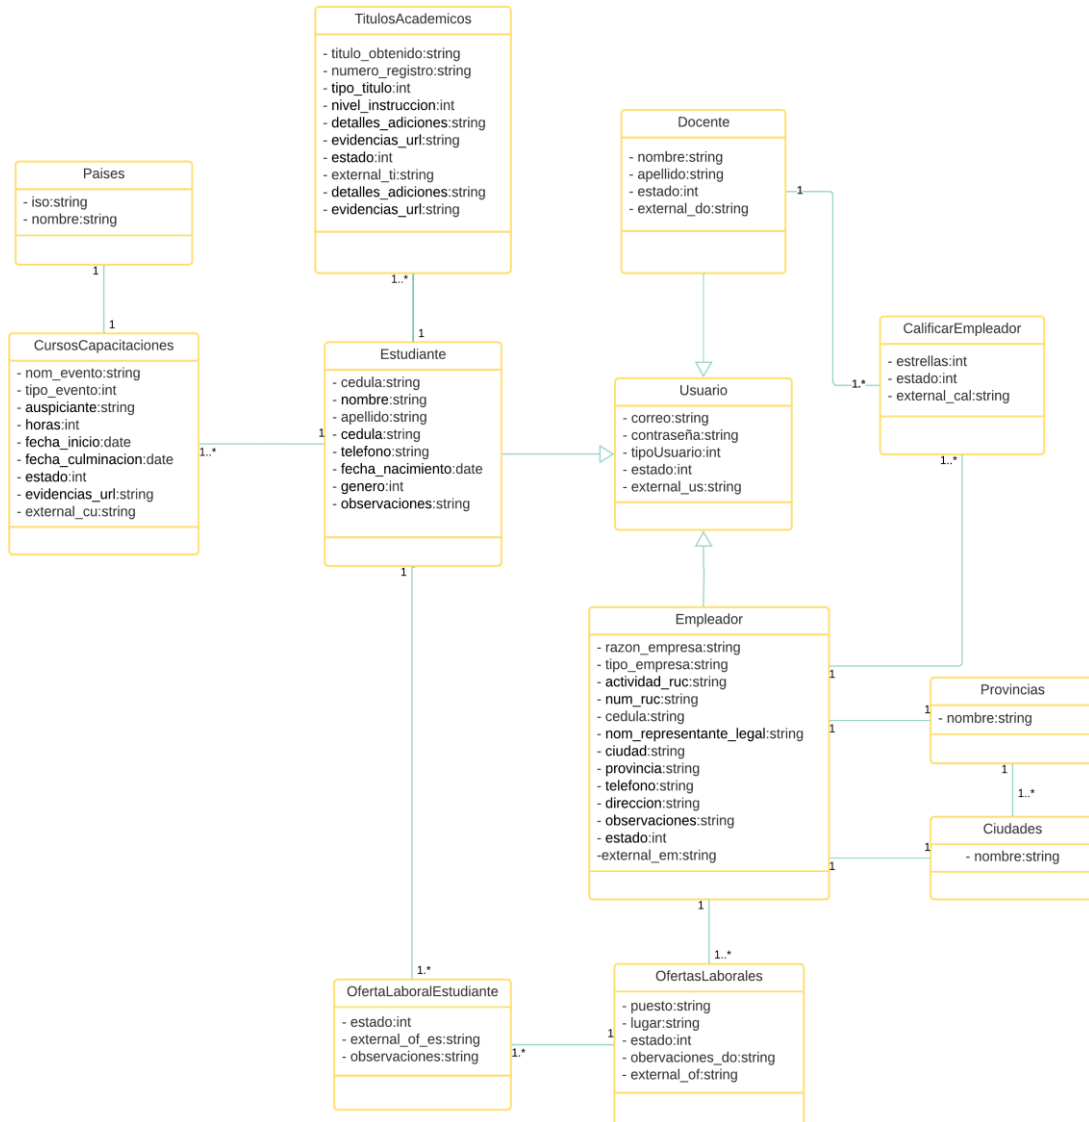 TitulosAcademicos
- titulo_obtenido:string
- numero_registro:string
- tipo_titulo:int
- nivel_instruccion:int
- detalles_adiciones:string
- evidencias_url:string
- estado:int
- external_ti:string
- detalles_adiciones:string
- evidencias_url:string
1..*
1
Docente
- nombre:string
- apellido:string
- estado:int
- external_do:string
1
1.*
Paises
- iso:string
- nombre:string
1
1
CalificarEmpleador
- estrellas:int
- estado:int
- external_cal:string
1..*
1
CursosCapacitaciones
- nom_evento:string
- tipo_evento:int
- auspiciante:string
- horas:int
- fecha_inicio:date
- fecha_culminacion:date
- estado:int
- evidencias_url:string
- external_cu:string
1..*
1
Estudiante
- cedula:string
- nombre:string
- apellido:string
- cedula:string
- telefono:string
- fecha_nacimiento:date
- genero:int
- observaciones:string
1
1.*
Usuario
- correo:string
- contraseña:string
- tipoUsuario:int
- estado:int
- external_us:string
Empleador
- razon_empresa:string
- tipo_empresa:string
- actividad_ruc:string
- num_ruc:string
- cedula:string
- nom_representante_legal:string
- ciudad:string
- provincia:string
- telefono:string
- direccion:string
- observaciones:string
- estado:int
-external_em:string
1
1
1
1
Provincias
- nombre:string
1
1..*
Ciudades
- nombre:string
1
1..*
OfertaLaboralEstudiante
- estado:int
- external_of_es:string
- observaciones:string
1.*
1
OfertasLaborales
- puesto:string
- lugar:string
- estado:int
- obervaciones_do:string
- external_of:string